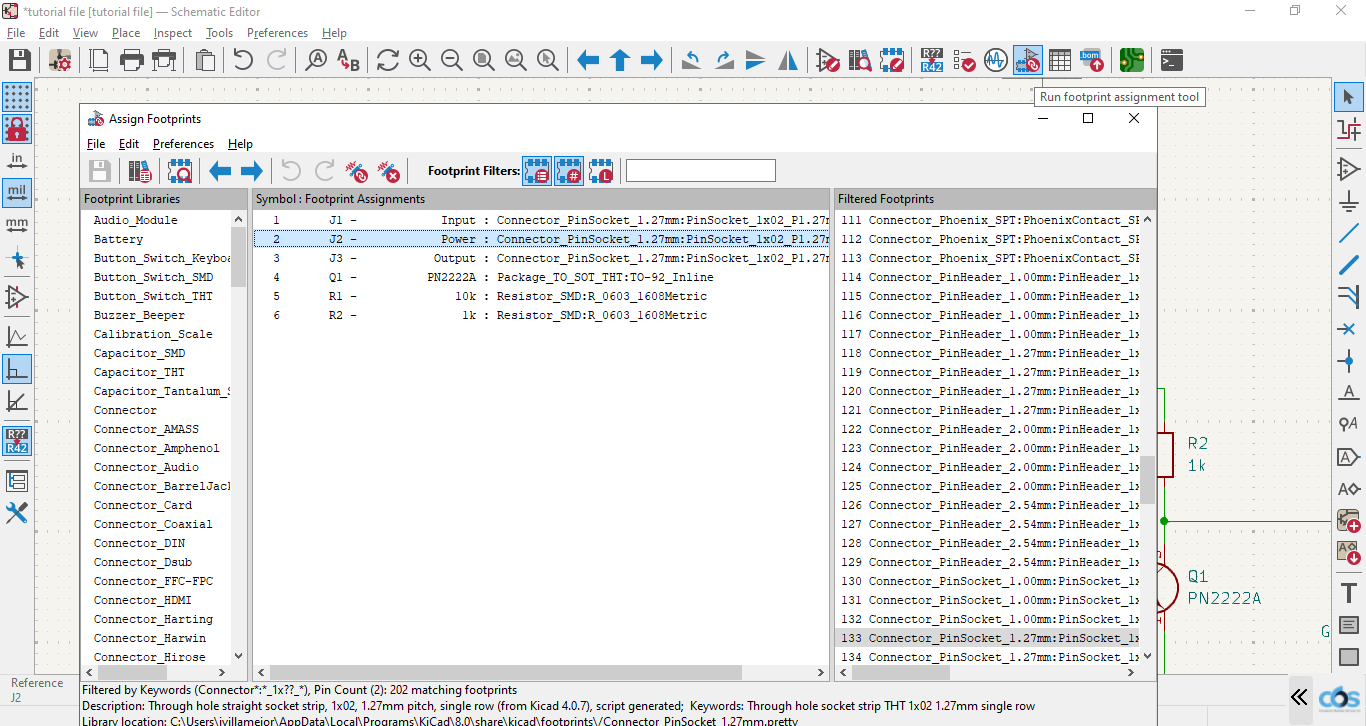 *tutorial file [tutorial file] — Schematic Editor
File Edit View Place Inspect Tools Preferences Help
Run footprint assignment tool
Assign Footprints
File Edit Preferences Help
Footprint Filters:
Footprint Libraries
Audio_Module
Battery
Button_Switch_Keyboa
Button_Switch_SMD
Button_Switch_THT
Buzzer_Beeper
Calibration_Scale
Capacitor_SMD
Capacitor_THT
Capacitor_Tantalum_S
Connector
Connector_AMASS
Connector_Amphenol
Connector_Audio
Connector_BarrelJack
Connector_Card
Connector_Coaxial
Connector_DIN
Connector_Dsub
Connector_FFC-FPC
Connector_HDMI
Connector_Harting
Connector_Harwin
Connector_Hirose
Symbol : Footprint Assignments
1 J1 - Input : Connector_PinSocket_1.27mm:PinSocket_1x02_P1.27m
2 J2 - Power : Connector_PinSocket_1.27mm:PinSocket_1x02_P1.27m
3 J3 - Output : Connector_PinSocket_1.27mm:PinSocket_1x02_P1.27m
4 Q1 - PN2222A : Package_TO_SOT_THT:TO-92_Inline
5 R1 - 10k : Resistor_SMD:R_0603_1608Metric
6 R2 - 1k : Resistor_SMD:R_0603_1608Metric
Filtered Footprints
111 Connector_Phoenix_SPT:PhoenixContact_SP
112 Connector_Phoenix_SPT:PhoenixContact_SP
113 Connector_Phoenix_SPT:PhoenixContact_SP
114 Connector_PinHeader_1.00mm:PinHeader_1x
115 Connector_PinHeader_1.00mm:PinHeader_1x
116 Connector_PinHeader_1.00mm:PinHeader_1x
117 Connector_PinHeader_1.00mm:PinHeader_1x
118 Connector_PinHeader_1.27mm:PinHeader_1x
119 Connector_PinHeader_1.27mm:PinHeader_1x
120 Connector_PinHeader_1.27mm:PinHeader_1x
121 Connector_PinHeader_1.27mm:PinHeader_1x
122 Connector_PinHeader_2.00mm:PinHeader_1x
123 Connector_PinHeader_2.00mm:PinHeader_1x
124 Connector_PinHeader_2.00mm:PinHeader_1x
125 Connector_PinHeader_2.00mm:PinHeader_1x
126 Connector_PinHeader_2.54mm:PinHeader_1x
127 Connector_PinHeader_2.54mm:PinHeader_1x
128 Connector_PinHeader_2.54mm:PinHeader_1x
129 Connector_PinHeader_2.54mm:PinHeader_1x
130 Connector_PinSocket_1.00mm:PinSocket_1x
131 Connector_PinSocket_1.00mm:PinSocket_1x
132 Connector_PinSocket_1.00mm:PinSocket_1x
133 Connector_PinSocket_1.27mm:PinSocket_1x
134 Connector_PinSocket_1.27mm:PinSocket_1x
Filtered by Keywords (Connector*:*_1x??_*), Pin Count (2): 202 matching footprints
Description: Through hole straight socket strip, 1x02, 1.27mm pitch, single row (from Kicad 4.0.7), script generated; Keywords: Through hole socket strip THT 1x02 1.27mm single row
Library location: C:\Users\jvillamejor\AppData\Local\Programs\KiCad\8.0\share\kicad\footprints\/Connector_PinSocket_1.27mm.pretty
in
mil
mm
R??
R42
R??
R42
bom
R2
1k
Q1
PN2222A
G
Reference
J2